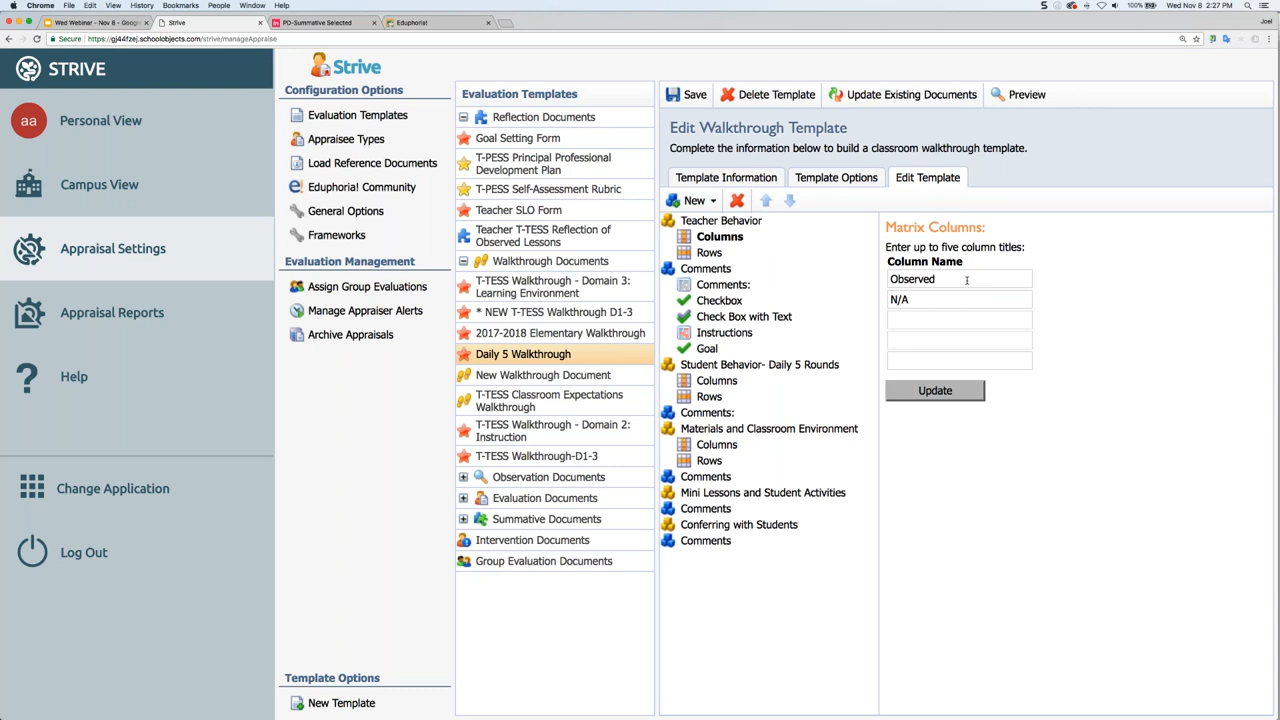 Chrome File Edit View History Bookmarks People Window Help
100% Wed Nov 8 2:27 PM
Wed Webinar - Nov 8 - Googl
Strive
PD-Summative Selected
Eduphoria!
Joel
Secure https://gj44fzej.schoolobjects.com/strive/manageAppraise
STRIVE
aa
Personal View
Campus View
Appraisal Settings
Appraisal Reports
Help
Change Application
Log Out
Strive
Configuration Options
Evaluation Templates
Appraisee Types
Load Reference Documents
Eduphoria! Community
General Options
Frameworks
Evaluation Management
Assign Group Evaluations
Manage Appraiser Alerts
Archive Appraisals
Template Options
New Template
Evaluation Templates
Reflection Documents
Goal Setting Form
T-PESS Principal Professional
Development Plan
T-PESS Self-Assessment Rubric
Teacher SLO Form
Teacher T-TESS Reflection of
Observed Lessons
Walkthrough Documents
T-TESS Walkthrough - Domain 3:
Learning Environment
* NEW T-TESS Walkthrough D1-3
2017-2018 Elementary Walkthrough
Daily 5 Walkthrough
New Walkthrough Document
T-TESS Classroom Expectations
Walkthrough
T-TESS Walkthrough - Domain 2:
Instruction
T-TESS Walkthrough-D1-3
Observation Documents
Evaluation Documents
Summative Documents
Intervention Documents
Group Evaluation Documents
Save Delete Template Update Existing Documents Preview
Edit Walkthrough Template
Complete the information below to build a classroom walkthrough template.
Template Information Template Options Edit Template
New
Teacher Behavior
Columns
Rows
Comments
Comments:
Checkbox
Check Box with Text
Instructions
Goal
Student Behavior- Daily 5 Rounds
Columns
Rows
Comments:
Materials and Classroom Environment
Columns
Rows
Comments
Mini Lessons and Student Activities
Comments
Conferring with Students
Comments
Matrix Columns:
Enter up to five column titles:
Column Name
Observed
N/A
Update